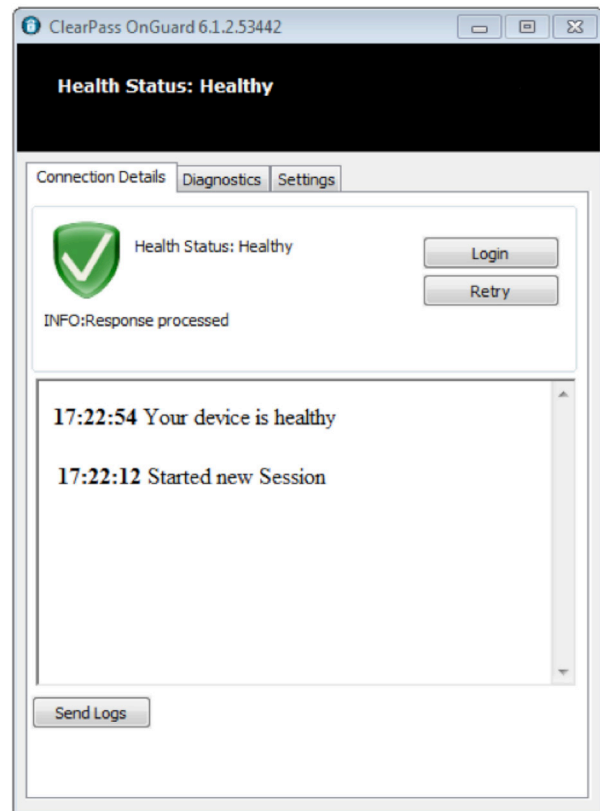 ClearPass OnGuard 6.1.2.53442
Health Status: Healthy
Connection Details Diagnostics Settings
Health Status: Healthy
Login
Retry
INFO:Response processed
17:22:54 Your device is healthy
17:22:12 Started new Session
Send Logs